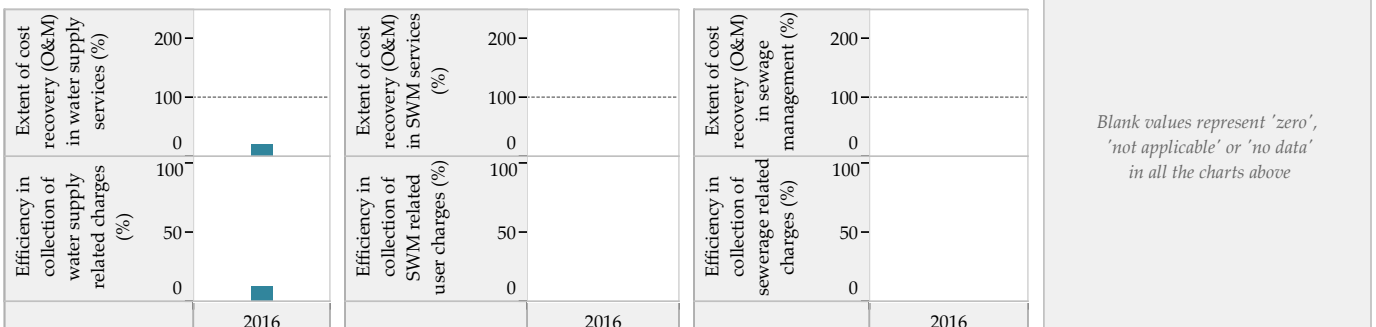 Extent of cost
recovery (O&M)
in water supply
services (%)
200
100
0
Efficiency in
collection of
water supply
related charges
(%)
100
50
0
2016
Extent of cost
recovery (O&M)
in SWM services
(%)
200
100
0
Efficiency in
collection of
SWM related
user charges (%)
100
50
0
2016
Extent of cost
recovery (O&M)
in sewage
management (%)
200
100
0
Efficiency in
collection of
sewerage related
charges (%)
100
50
0
2016
Blank values represent 'zero',
'not applicable' or 'no data'
in all the charts above